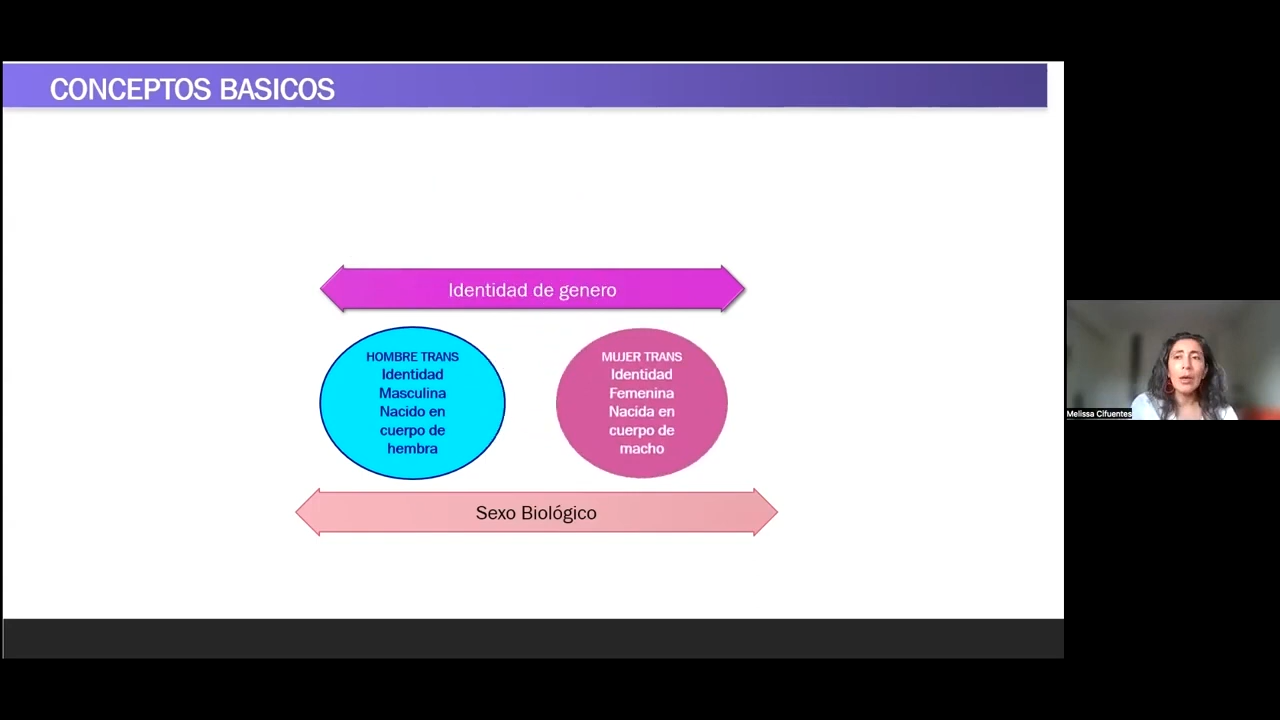 CONCEPTOS BASICOS
Identidad de genero
HOMBRE TRANS
Identidad
Masculina
Nacido en
cuerpo de
hembra
MUJER TRANS
Identidad
Femenina
Nacida en
cuerpo de
macho
Sexo Biológico
Melissa Cifuentes